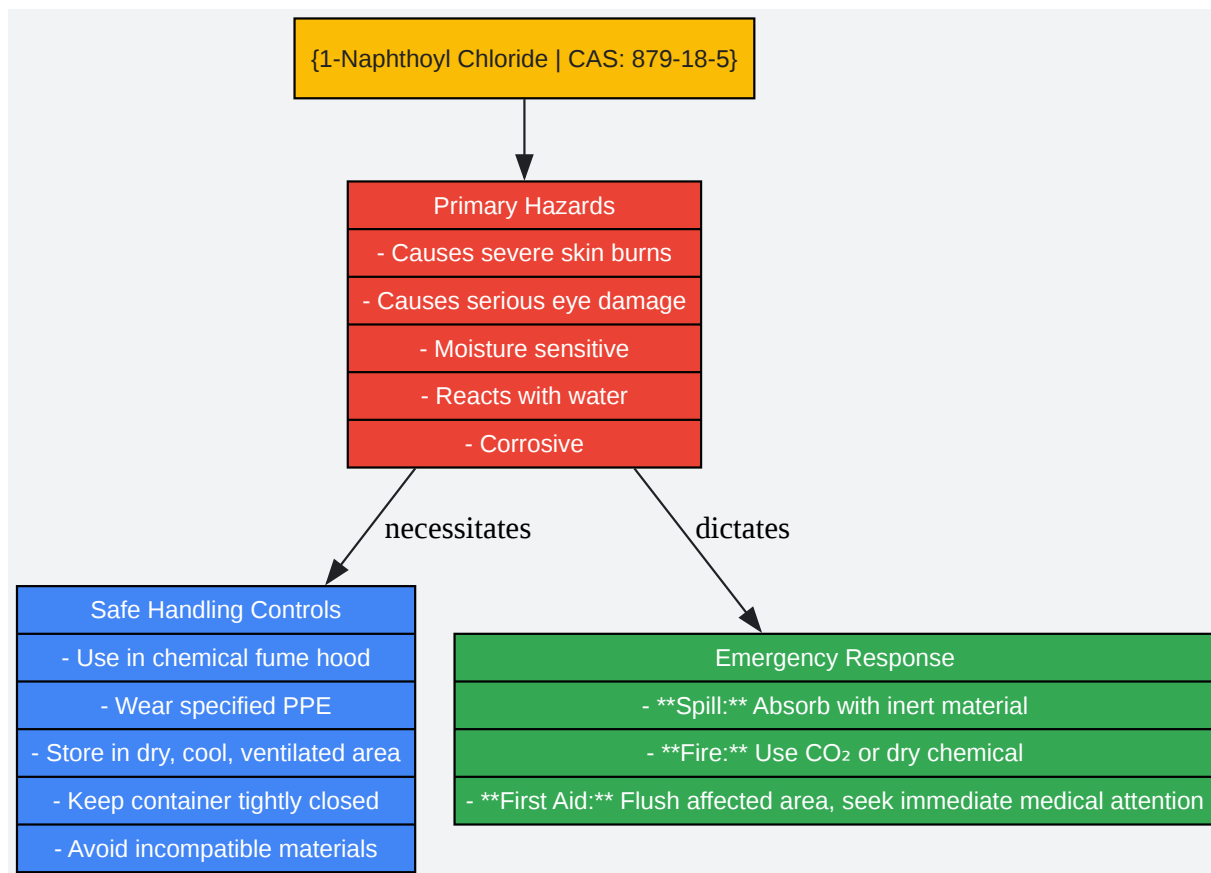 {1-Naphthoyl Chloride | CAS: 879-18-5}
Primary Hazards
- Causes severe skin burns
- Causes serious eye damage
- Moisture sensitive
- Reacts with water
- Corrosive
necessitates
dictates
Safe Handling Controls
- Use in chemical fume hood
- Wear specified PPE
- Store in dry, cool, ventilated area
- Keep container tightly closed
- Avoid incompatible materials
Emergency Response
- **Spill:** Absorb with inert material
- **Fire:** Use CO₂ or dry chemical
- **First Aid:** Flush affected area, seek immediate medical attention